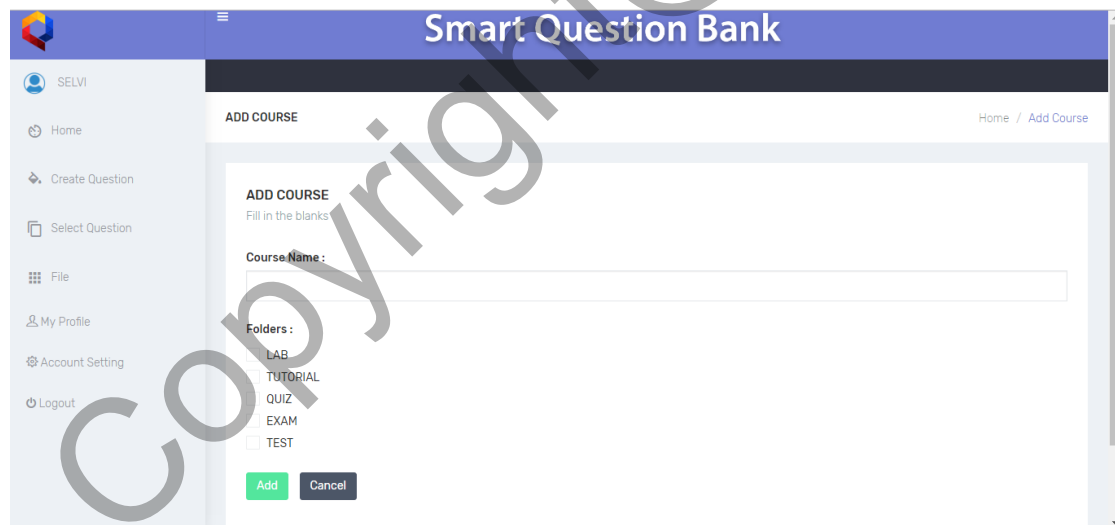 Smart Question Bank
SELVI
Home
Create Question
Select Question
File
My Profile
Account Setting
Logout
ADD COURSE
Home / Add Course
ADD COURSE
Fill in the blanks
Course Name :
Folders :
LAB
TUTORIAL
QUIZ
EXAM
TEST
Add Cancel
Copyright